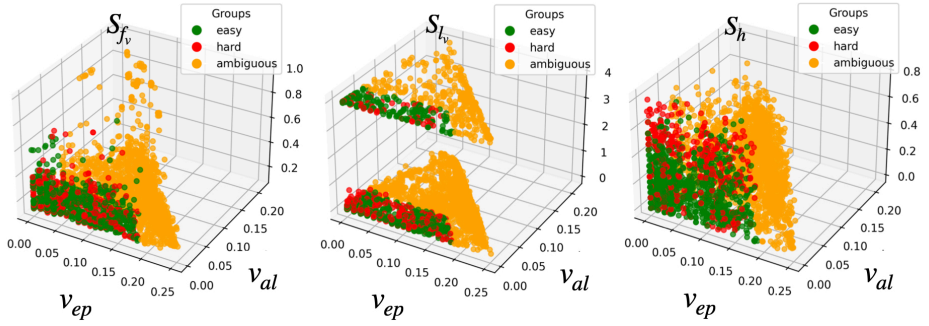 S_{f_v}
Groups
easy
hard
ambiguous
1.0
0.8
0.6
0.4
0.2
0.00
0.05
0.10
0.15
0.20
0.25
0.00
0.05
0.10
0.15
0.20
v_{ep}
v_{al}
S_{l_v}
Groups
easy
hard
ambiguous
4
3
2
1
0
0.00
0.05
0.10
0.15
0.20
0.25
0.00
0.05
0.10
0.15
0.20
v_{ep}
v_{al}
S_h
Groups
easy
hard
ambiguous
0.8
0.6
0.4
0.2
0.0
0.00
0.05
0.10
0.15
0.20
0.25
0.00
0.05
0.10
0.15
0.20
v_{ep}
v_{al}